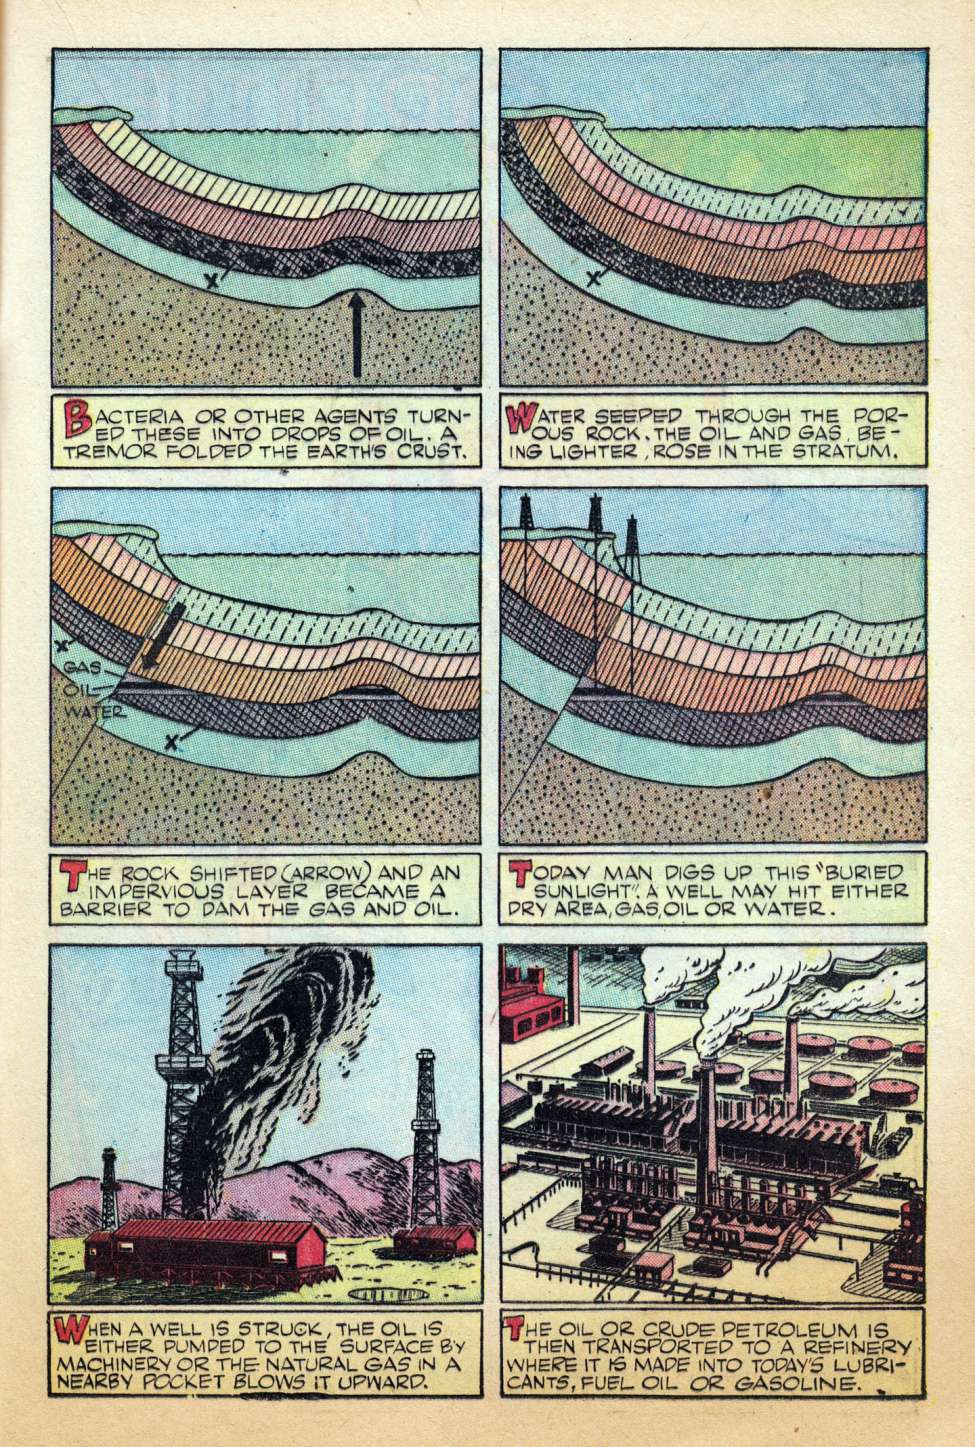 X
BACTERIA OR OTHER AGENTS TURN-
ED THESE INTO DROPS OF OIL. A
TREMOR FOLDED THE EARTH'S CRUST.
X
WATER SEEPED THROUGH THE POR-
OUS ROCK. THE OIL AND GAS, BE-
ING LIGHTER, ROSE IN THE STRATUM.
X
GAS
OIL
WATER
X
THE ROCK SHIFTED (ARROW) AND AN
IMPERVIOUS LAYER BECAME A
BARRIER TO DAM THE GAS AND OIL.
TODAY MAN DIGS UP THIS "BURIED
SUNLIGHT". A WELL MAY HIT EITHER
DRY AREA, GAS, OIL OR WATER.
WHEN A WELL IS STRUCK, THE OIL IS
EITHER PUMPED TO THE SURFACE BY
MACHINERY OR THE NATURAL GAS IN A
NEARBY POCKET BLOWS IT UPWARD.
THE OIL OR CRUDE PETROLEUM IS
THEN TRANSPORTED TO A REFINERY
WHERE IT IS MADE INTO TODAY'S LUBRI-
CANTS, FUEL OIL OR GASOLINE.